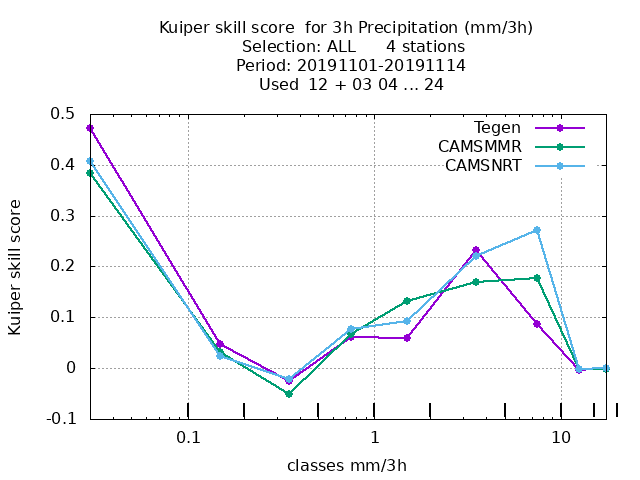 Kuiper skill score  for 3h Precipitation (mm/3h)
Selection: ALL      4 stations
Period: 20191101-20191114
Used  12 + 03 04 ... 24
Tegen
CAMSMMR
CAMSNRT
Kuiper skill score
0.5
0.4
0.3
0.2
0.1
0
-0.1
0.1
1
10
classes mm/3h